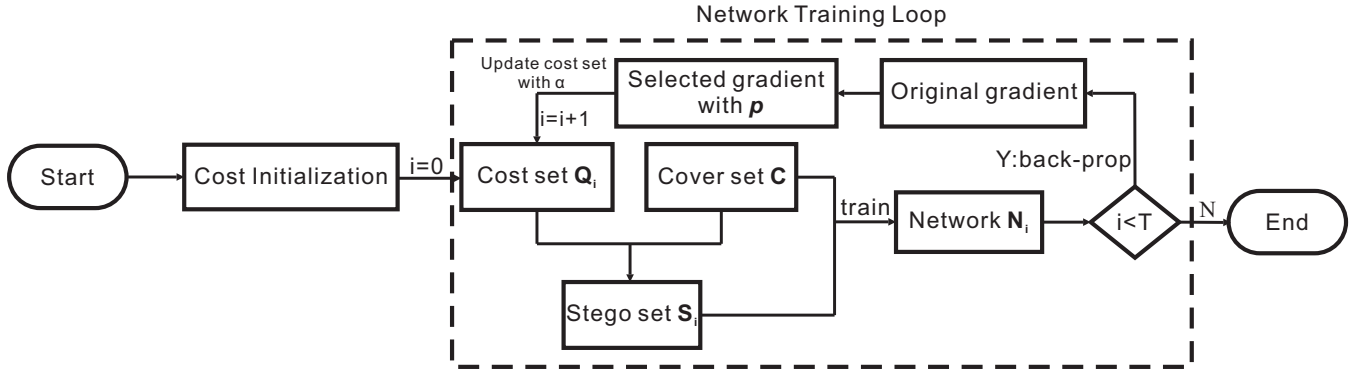 Network Training Loop
Update cost set
with α
Selected gradient
with p
Original gradient
i=i+1
Y:back-prop
Start
Cost Initialization
i=0
Cost set Qi
Cover set C
train
Network Ni
i<T
N
End
Stego set Si